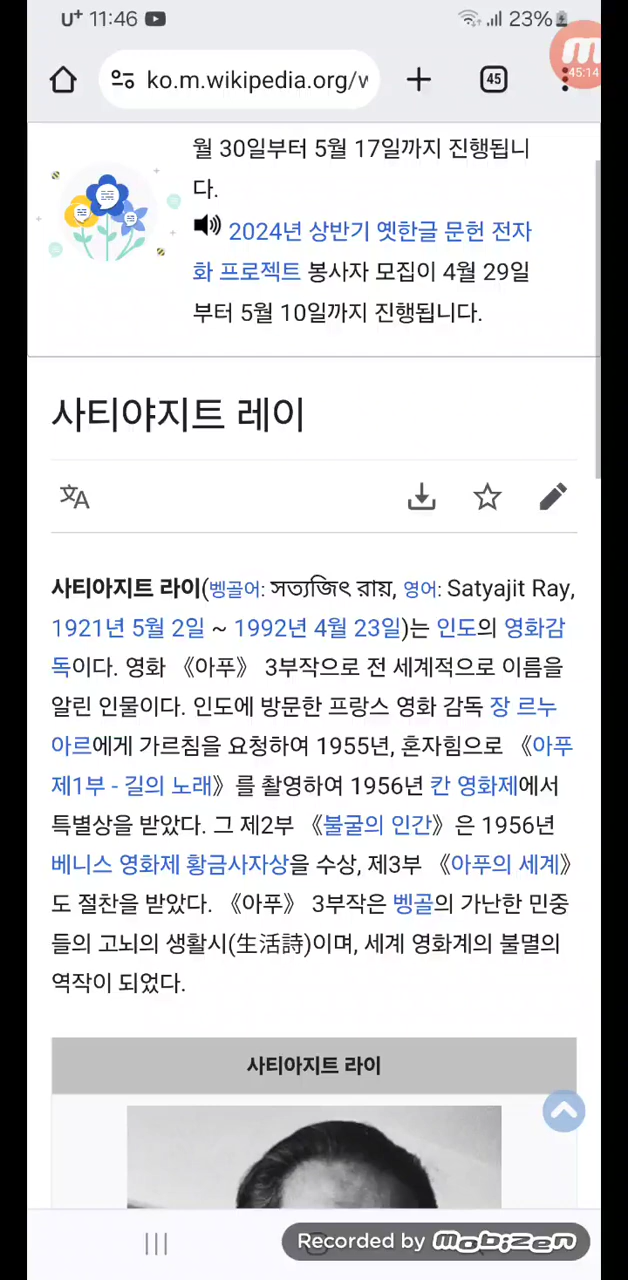 U+ 11:46
23%
ko.m.wikipedia.org/w
45
45:14
월 30일부터 5월 17일까지 진행됩니
다.
2024년 상반기 옛한글 문헌 전자
화 프로젝트 봉사자 모집이 4월 29일
부터 5월 10일까지 진행됩니다.
사티야지트 레이
사티아지트 라이(벵골어: সত্যজিৎ রায়, 영어: Satyajit Ray,
1921년 5월 2일 ~ 1992년 4월 23일)는 인도의 영화감
독이다. 영화 《아푸》 3부작으로 전 세계적으로 이름을
알린 인물이다. 인도에 방문한 프랑스 영화 감독 장 르누
아르에게 가르침을 요청하여 1955년, 혼자힘으로 《아푸
제1부 - 길의 노래》를 촬영하여 1956년 칸 영화제에서
특별상을 받았다. 그 제2부 《불굴의 인간》은 1956년
베니스 영화제 황금사자상을 수상, 제3부 《아푸의 세계》
도 절찬을 받았다. 《아푸》 3부작은 벵골의 가난한 민중
들의 고뇌의 생활시(生活詩)이며, 세계 영화계의 불멸의
역작이 되었다.
사티아지트 라이
Recorded by mobizen